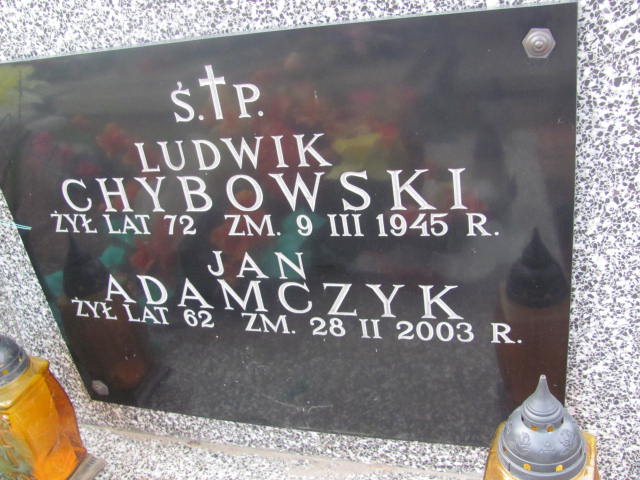 Ś.†P.
LUDWIK
CHYBOWSKI
ŻYŁ LAT 72 ZM. 9 III 1945 R.
JAN
ADAMCZYK
ŻYŁ LAT 62 ZM. 28 II 2003 R.